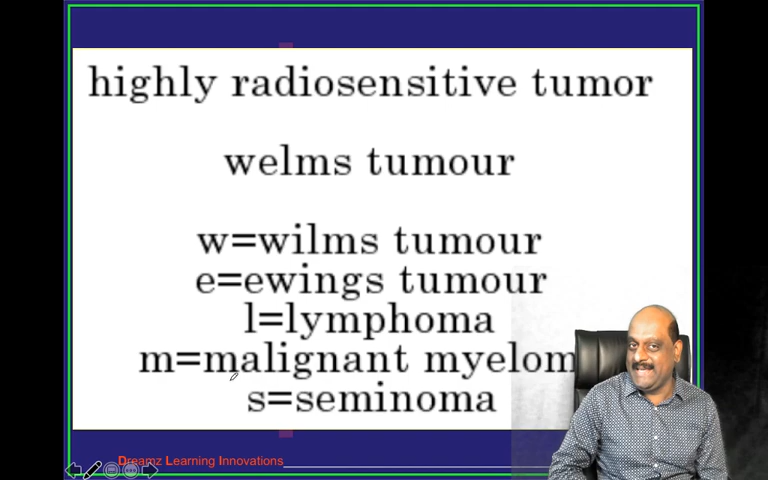 highly radiosensitive tumor
welms tumour
w=wilms tumour
e=ewings tumour
l=lymphoma
m=malignant myelom
s=seminoma
Dreamz Learning Innovations